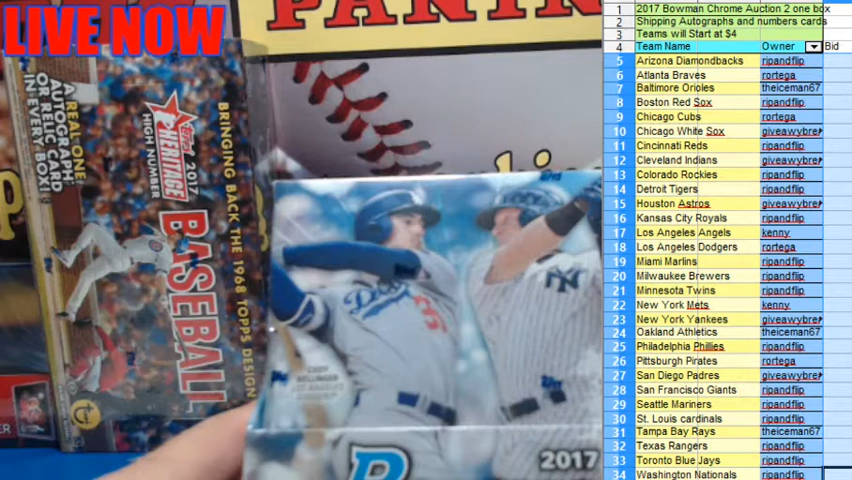 LIVE NOW
PANINI
A REAL ONE
AUTOGRAPH
OR RELIC CARD
IN EVERY BOX!
Topps
HERITAGE
2017
HIGH NUMBER
BASEBALL
BRINGING BACK THE 1968 TOPPS DESIGN
Dodgers
CODY
BELLINGER
LOS ANGELES
NY
B
2017
1 2017 Bowman Chrome Auction 2 one box
2 Shipping Autographs and numbers cards
3 Teams will Start at $4
4 Team Name Owner Bid
5 Arizona Diamondbacks ripandflip
6 Atlanta Braves rortega
7 Baltimore Orioles theiceman67
8 Boston Red Sox ripandflip
9 Chicago Cubs rortega
10 Chicago White Sox giveawybre
11 Cincinnati Reds ripandflip
12 Cleveland Indians giveawybre
13 Colorado Rockies ripandflip
14 Detroit Tigers ripandflip
15 Houston Astros giveawybre
16 Kansas City Royals ripandflip
17 Los Angeles Angels kenny
18 Los Angeles Dodgers rortega
19 Miami Marlins ripandflip
20 Milwaukee Brewers ripandflip
21 Minnesota Twins ripandflip
22 New York Mets kenny
23 New York Yankees giveawybre
24 Oakland Athletics theiceman67
25 Philadelphia Phillies ripandflip
26 Pittsburgh Pirates rortega
27 San Diego Padres giveawybre
28 San Francisco Giants ripandflip
29 Seattle Mariners ripandflip
30 St. Louis cardinals ripandflip
31 Tampa Bay Rays theiceman67
32 Texas Rangers ripandflip
33 Toronto Blue Jays ripandflip
34 Washington Nationals ripandflip